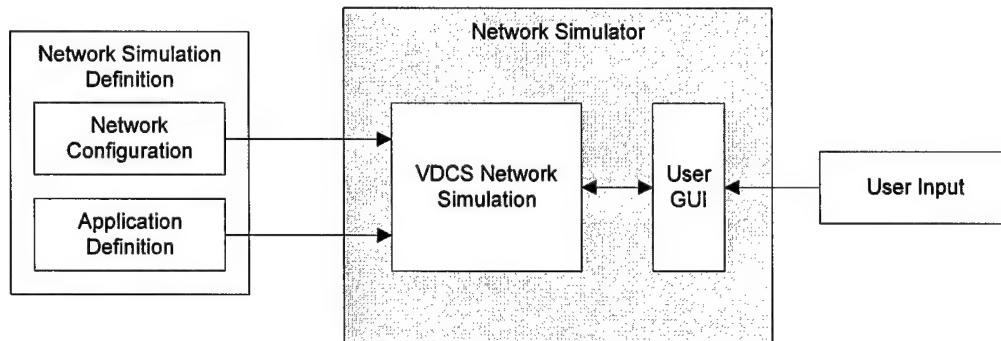 Network Simulation
Definition
Network
Configuration
Application
Definition
Network Simulator
VDCS Network
Simulation
User
GUI
User Input